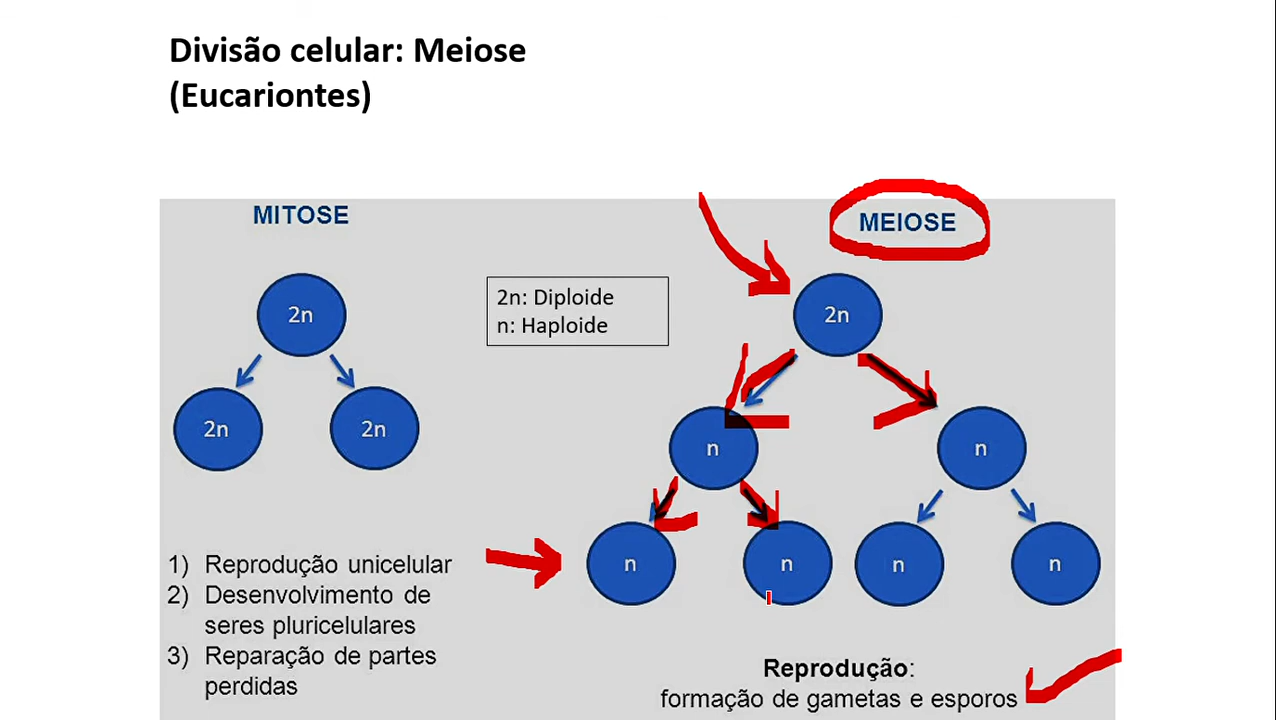 Divisão celular: Meiose
(Eucariontes)
MITOSE
MEIOSE
2n
2n: Diploide
n: Haploide
2n
2n
2n
n
n
n
n
n
n
1) Reprodução unicelular
2) Desenvolvimento de
seres pluricelulares
3) Reparação de partes
perdidas
Reprodução:
formação de gametas e esporos